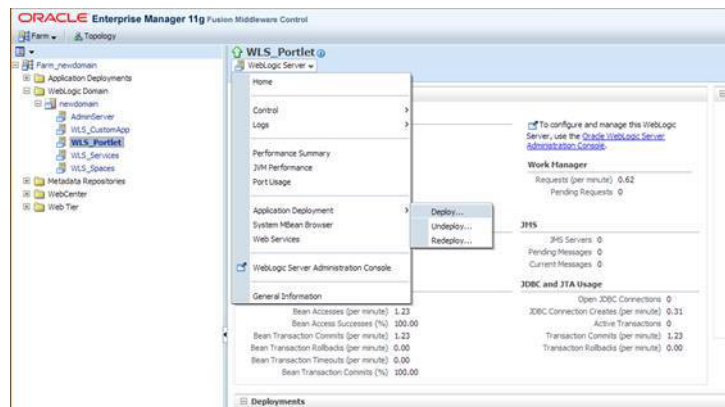 ORACLE Enterprise Manager 11g Fusion Middleware Control
Farm Topology
Farm_newdomain
Application Deployments
WebLogic Domain
newdomain
AdminServer
WLS_CustomApp
WLS_Portlet
WLS_Services
WLS_Spaces
Metadata Repositories
WebCenter
Web Tier
WLS_Portlet
WebLogic Server
Home
Control
Logs
Performance Summary
JVM Performance
Port Usage
Application Deployment
System MBean Browser
Web Services
WebLogic Server Administration Console
General Information
Deploy...
Undeploy...
Redeploy...
To configure and manage this WebLogic
Server, use the Oracle WebLogic Server
Administration Console.
Work Manager
Requests (per minute) 0.62
Pending Requests 0
JMS
JMS Servers 0
Pending Messages 0
Current Messages 0
JDBC and JTA Usage
Open JDBC Connections 0
JDBC Connection Creates (per minute) 0.31
Active Transactions 0
Transaction Commits (per minute) 1.23
Transaction Rollbacks (per minute) 0.00
Bean Accesses (per minute) 1.23
Bean Access Successes (%) 100.00
Bean Transaction Commits (per minute) 1.23
Bean Transaction Rollbacks (per minute) 0.00
Bean Transaction Timeouts (per minute) 0.00
Bean Transaction Commits (%) 100.00
Deployments